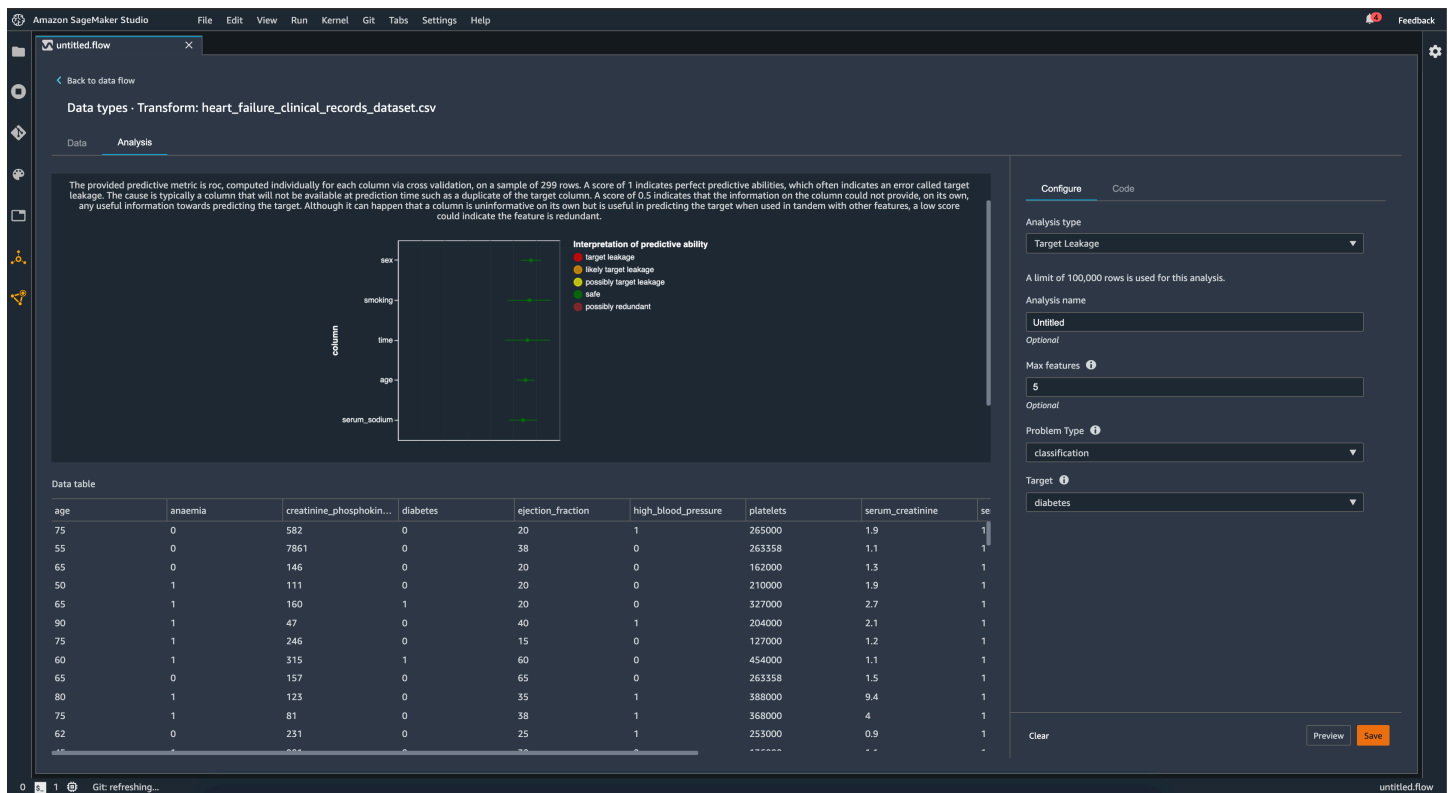 Amazon SageMaker Studio File Edit View Run Kernel Git Tabs Settings Help 4 Feedback
untitled.flow
Back to data flow
Data types · Transform: heart_failure_clinical_records_dataset.csv
Data Analysis
The provided predictive metric is roc, computed individually for each column via cross validation, on a sample of 299 rows. A score of 1 indicates perfect predictive abilities, which often indicates an error called target
leakage. The cause is typically a column that will not be available at prediction time such as a duplicate of the target column. A score of 0.5 indicates that the information on the column could not provide, on its own,
any useful information towards predicting the target. Although it can happen that a column is uninformative on its own but is useful in predicting the target when used in tandem with other features, a low score
could indicate the feature is redundant.
column
sex
smoking
time
age
serum_sodium
Interpretation of predictive ability
target leakage
likely target leakage
possibly target leakage
safe
possibly redundant
Data table
age anaemia creatinine_phosphokin... diabetes ejection_fraction high_blood_pressure platelets serum_creatinine se
75 0 582 0 20 1 265000 1.9 1
55 0 7861 0 38 0 263358 1.1 1
65 0 146 0 20 0 162000 1.3 1
50 1 111 0 20 0 210000 1.9 1
65 1 160 1 20 0 327000 2.7 1
90 1 47 0 40 1 204000 2.1 1
75 1 246 0 15 0 127000 1.2 1
60 1 315 1 60 0 454000 1.1 1
65 0 157 0 65 0 263358 1.5 1
80 1 123 0 35 1 388000 9.4 1
75 1 81 0 38 1 368000 4 1
62 0 231 0 25 1 253000 0.9 1
Configure Code
Analysis type
Target Leakage
A limit of 100,000 rows is used for this analysis.
Analysis name
Untitled
Optional
Max features
5
Optional
Problem Type
classification
Target
diabetes
Clear Preview Save
0 $_ 1 Git: refreshing... untitled.flow